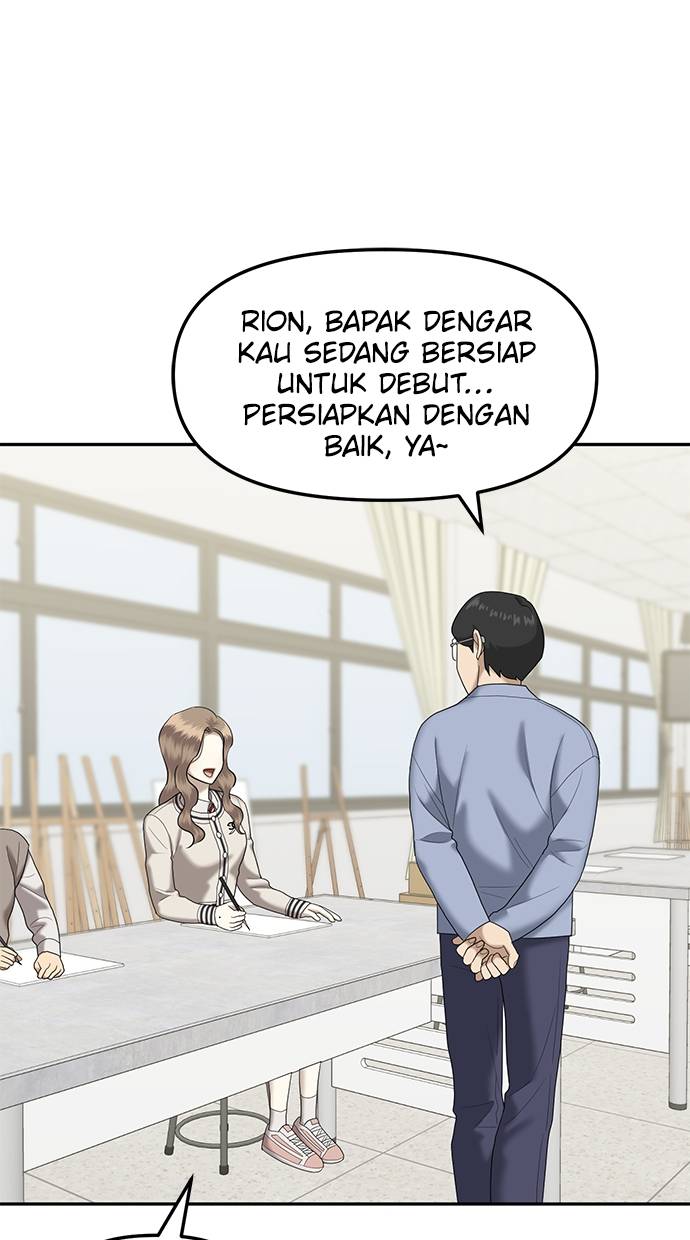 RION, BAPAK DENGAR
KAU SEDANG BERSIAP
UNTUK DEBUT...
PERSIAPKAN DENGAN
BAIK, YA~